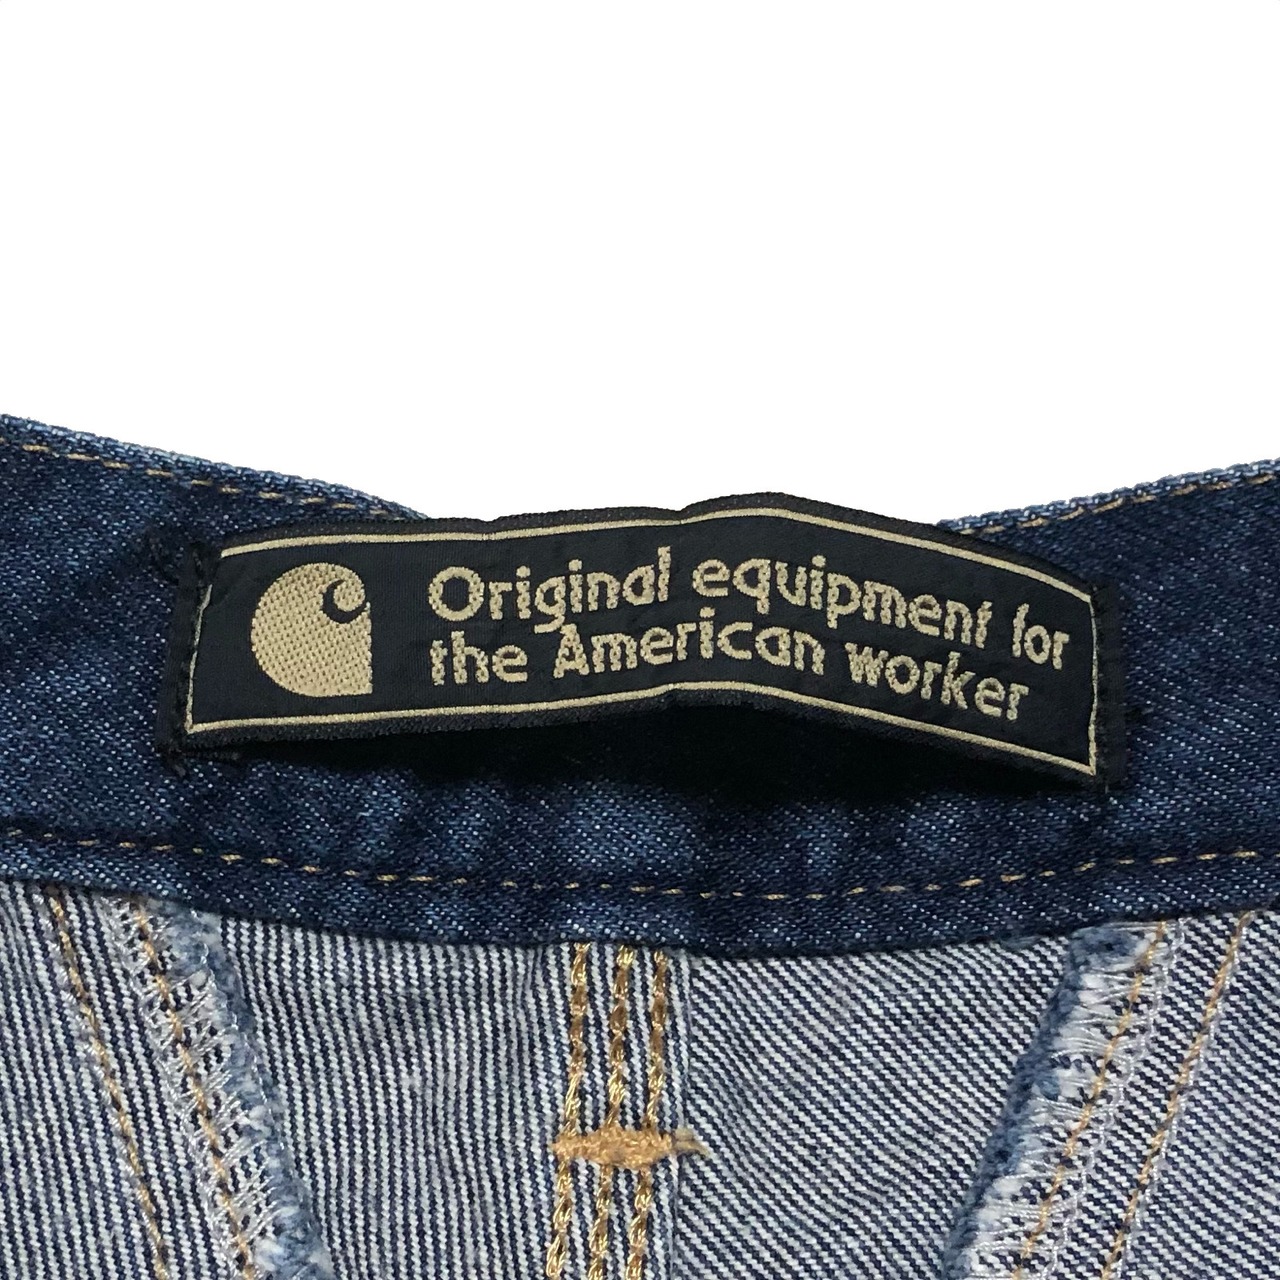 Original equipment for
the American worker